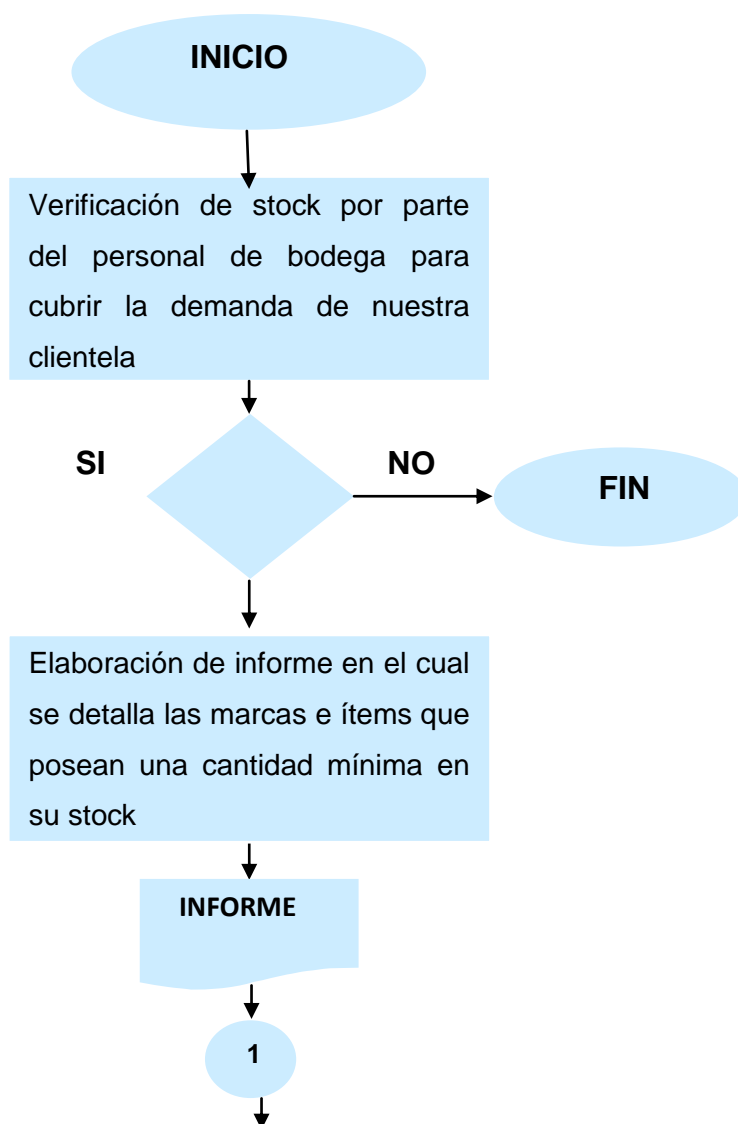 INICIO
Verificación de stock por parte
del personal de bodega para
cubrir la demanda de nuestra
clientela
SI
NO
FIN
Elaboración de informe en el cual
se detalla las marcas e ítems que
posean una cantidad mínima en
su stock
INFORME
1